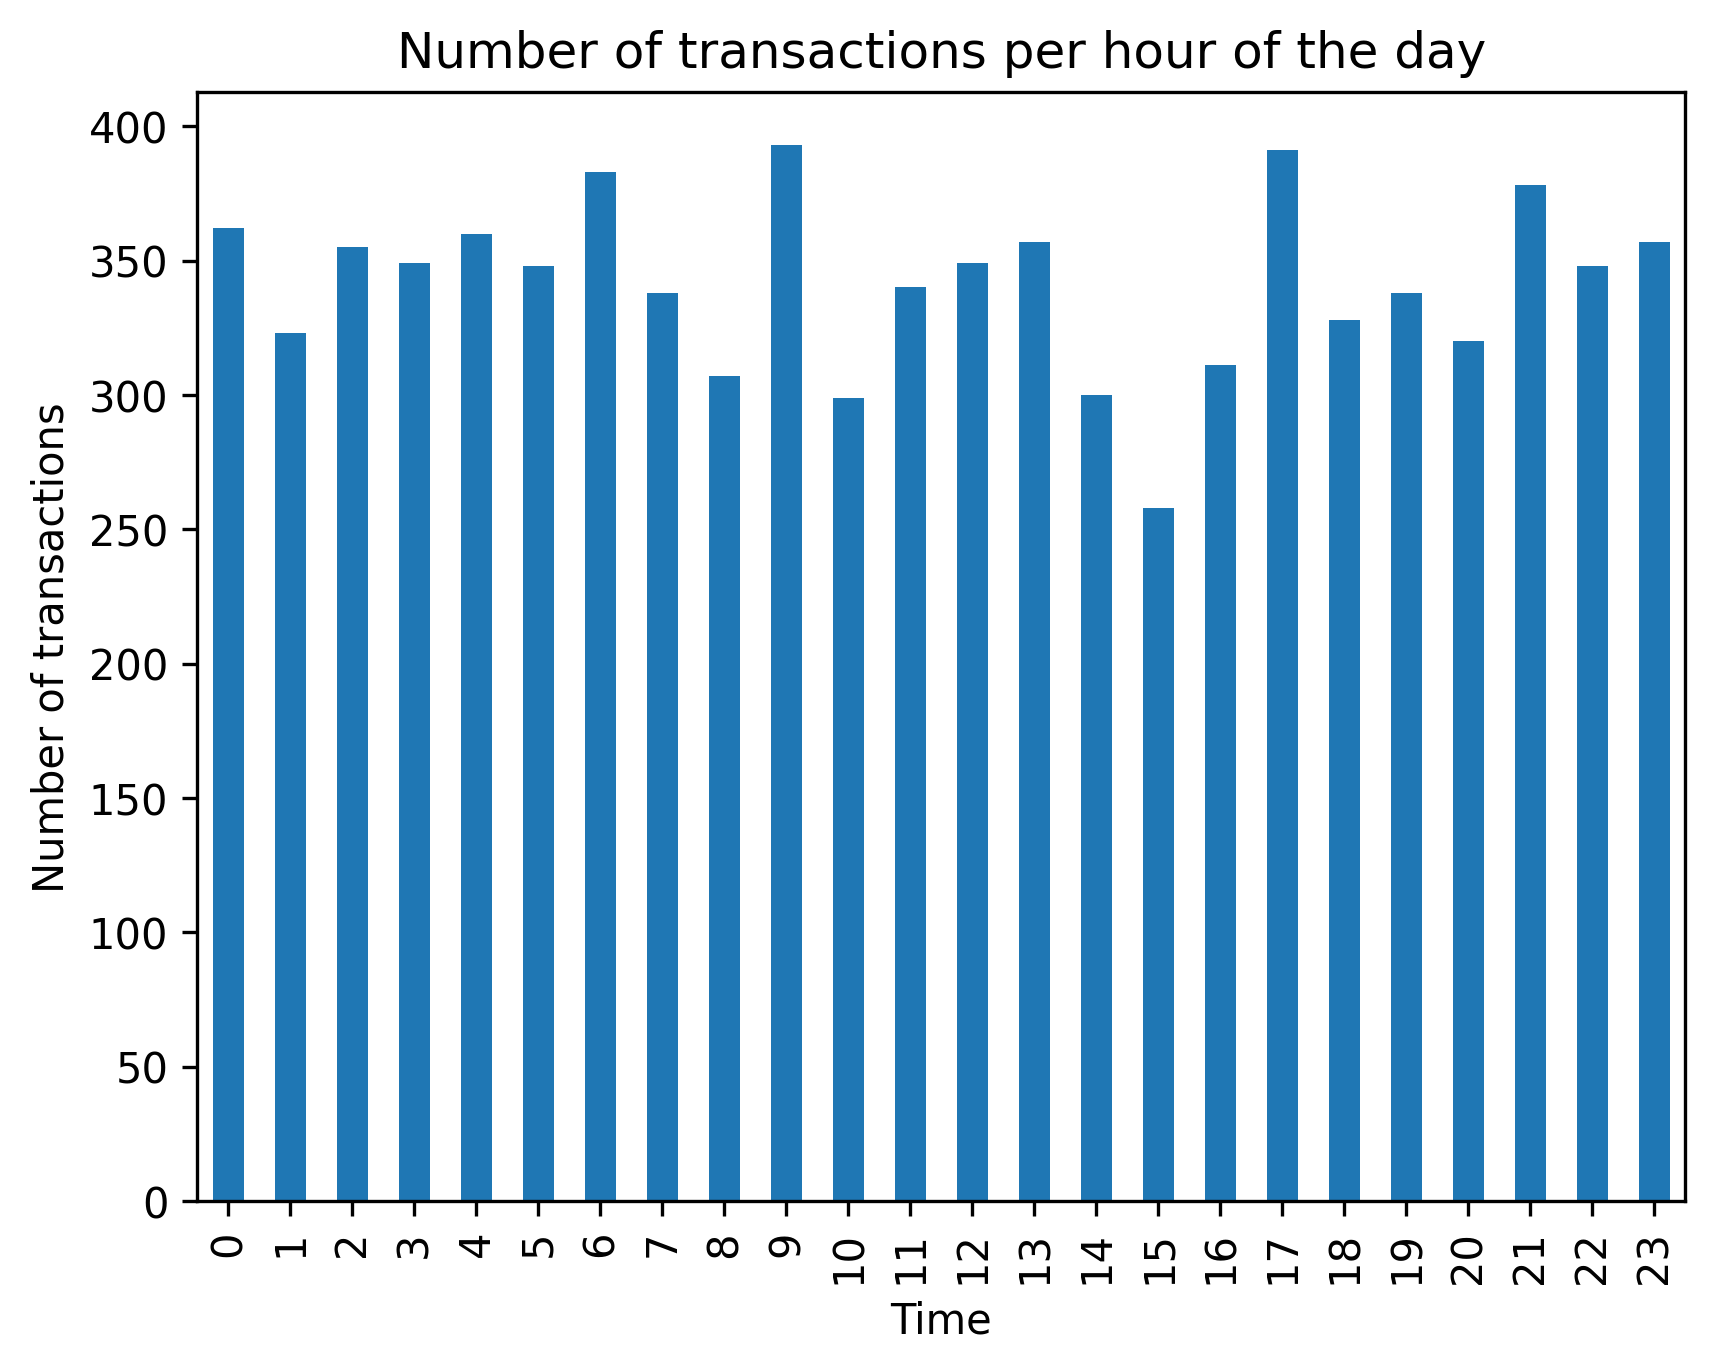 Number of transactions per hour of the day
400
350
300
250
200
150
100
50
0
Number of transactions
0 1 2 3 4 5 6 7 8 9 10 11 12 13 14 15 16 17 18 19 20 21 22 23
Time